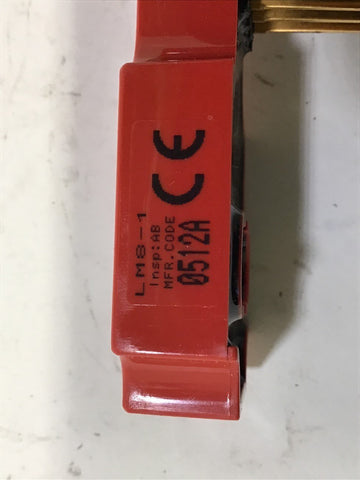 LM8-1
Insp:AB
MFR.CODE
0512A
CE